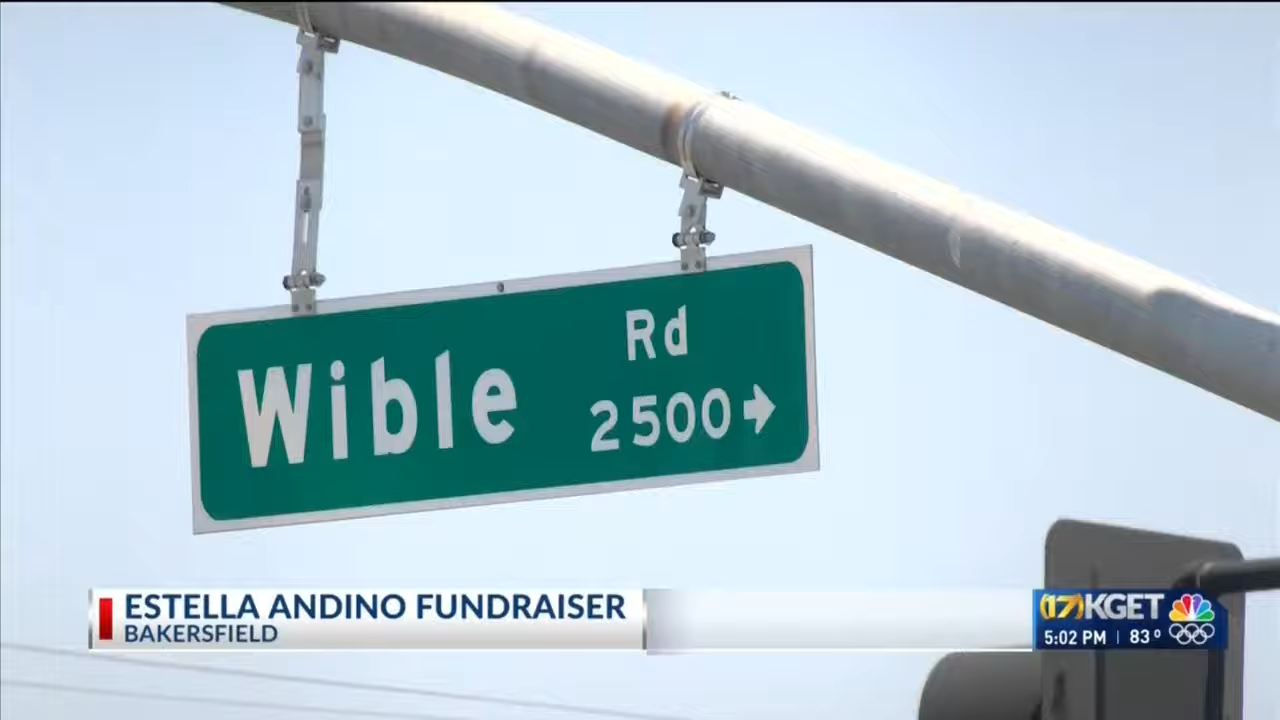 Wible Rd
2500→
ESTELLA ANDINO FUNDRAISER
BAKERSFIELD
17 KGET
5:02 PM | 83°